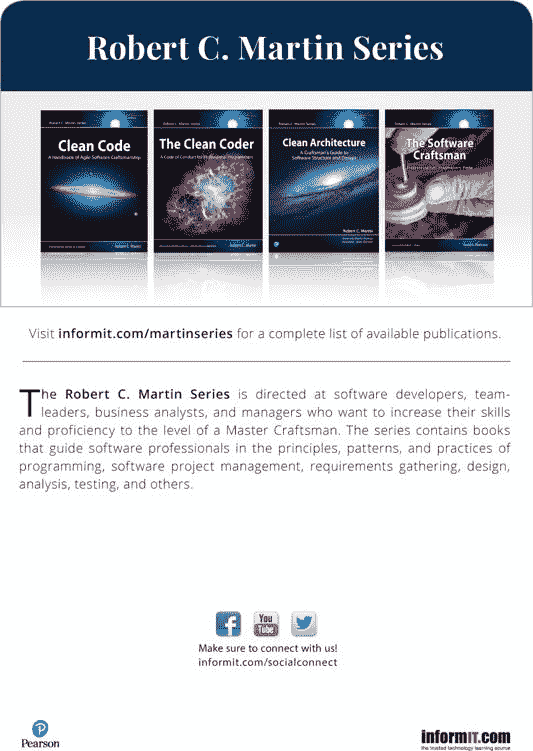 Robert C. Martin Series
Clean Code
A Handbook of Agile Software Craftsmanship
The Clean Coder
A Code of Conduct for Professional Programmers
Clean Architecture
A Craftsman's Guide to
Software Structure and Design
Robert C. Martin
The Software
Craftsman
Visit informit.com/martinseries for a complete list of available publications.
The Robert C. Martin Series is directed at software developers, team-
leaders, business analysts, and managers who want to increase their skills
and proficiency to the level of a Master Craftsman. The series contains books
that guide software professionals in the principles, patterns, and practices of
programming, software project management, requirements gathering, design,
analysis, testing, and others.
You
Tube
Make sure to connect with us!
informit.com/socialconnect
Pearson
informIT.com
the trusted technology learning source